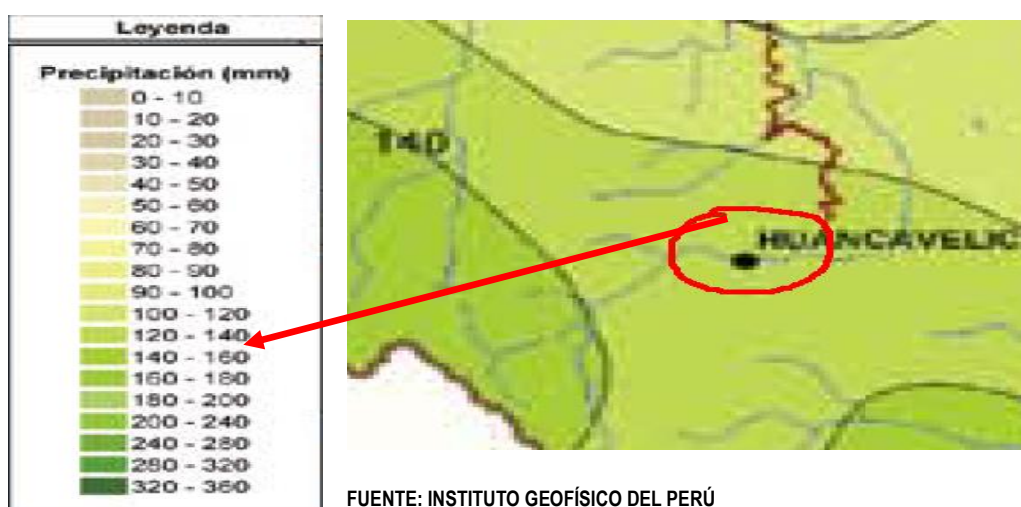 Leyenda
Precipitación (mm)
0 - 10
10 - 20
20 - 30
30 - 40
40 - 50
50 - 60
60 - 70
70 - 80
80 - 90
90 - 100
100 - 120
120 - 140
140 - 160
160 - 180
180 - 200
200 - 240
240 - 280
280 - 320
320 - 360
140
HUANCAVELIC
FUENTE: INSTITUTO GEOFÍSICO DEL PERÚ